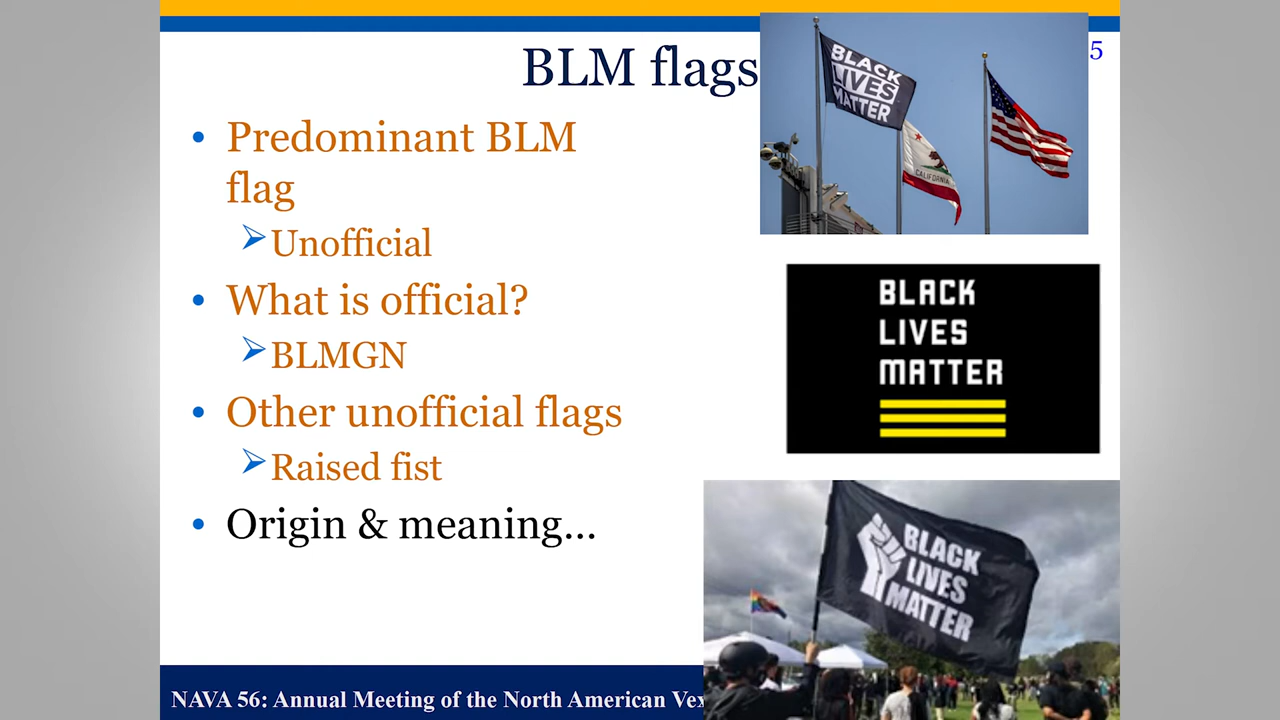 BLM flags
5
Predominant BLM
flag
Unofficial
What is official?
BLMGN
Other unofficial flags
Raised fist
Origin & meaning...
BLACK
LIVES
MATTER
CALIFORNIA
BLACK
LIVES
MATTER
BLACK
LIVES
MATTER
NAVA 56: Annual Meeting of the North American Vex